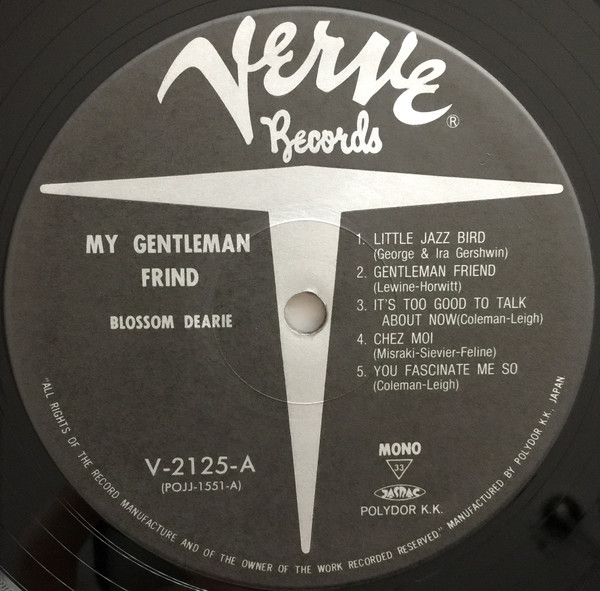 VERVE
Records
®
MY GENTLEMAN
FRIND
BLOSSOM DEARIE
1. LITTLE JAZZ BIRD
(George & Ira Gershwin)
2. GENTLEMAN FRIEND
(Lewine-Horwitt)
3. IT'S TOO GOOD TO TALK
ABOUT NOW(Coleman-Leigh)
4. CHEZ MOI
(Misraki-Sievier-Feline)
5. YOU FASCINATE ME SO
(Coleman-Leigh)
V-2125-A
(POJJ-1551-A)
MONO
33
JASRAC
POLYDOR K.K.
"ALL RIGHTS OF THE RECORD MANUFACTURE AND OF THE OWNER OF THE WORK RECORDED RESERVED." MANUFACTURED BY POLYDOR K.K., JAPAN